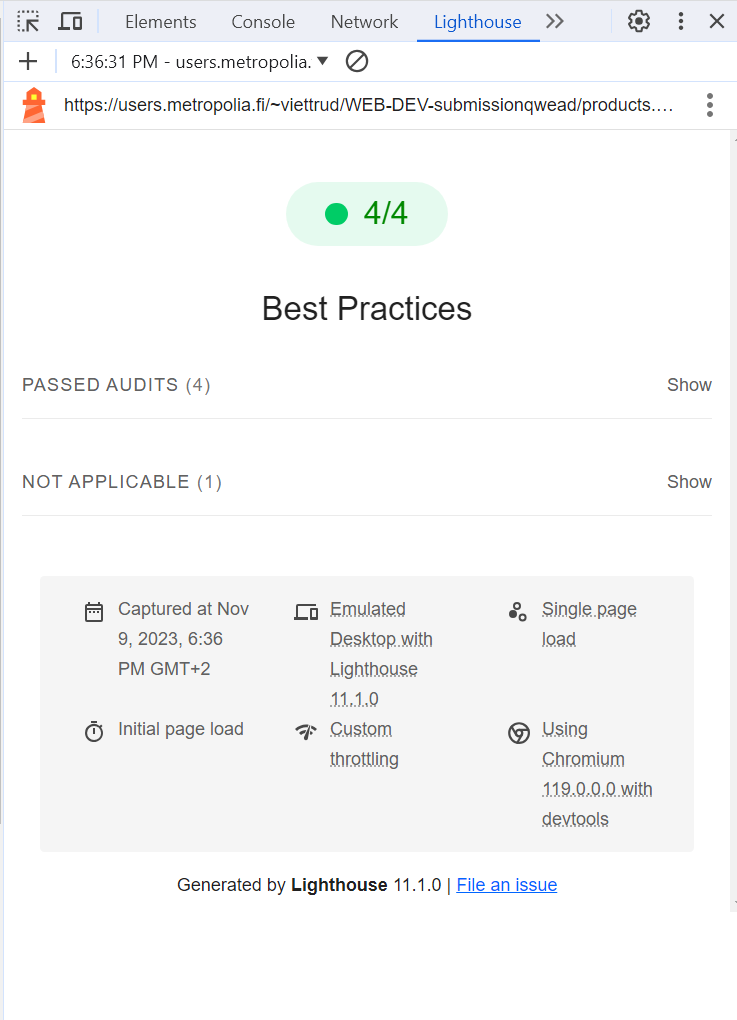 Elements Console Network Lighthouse
6:36:31 PM - users.metropolia.
https://users.metropolia.fi/~viettrud/WEB-DEV-submissionqwead/products.…
4/4
Best Practices
PASSED AUDITS (4) Show
NOT APPLICABLE (1) Show
Captured at Nov
9, 2023, 6:36
PM GMT+2
Emulated
Desktop with
Lighthouse
11.1.0
Single page
load
Initial page load
Custom
throttling
Using
Chromium
119.0.0.0 with
devtools
Generated by Lighthouse 11.1.0 | File an issue